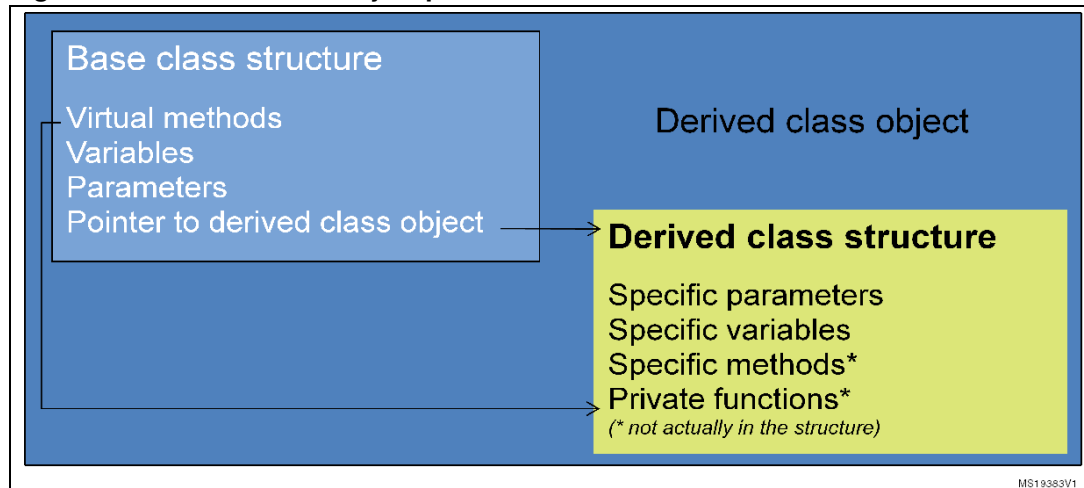 Base class structure
Virtual methods
Variables
Parameters
Pointer to derived class object
Derived class object
Derived class structure
Specific parameters
Specific variables
Specific methods*
Private functions*
(* not actually in the structure)
MS19383V1